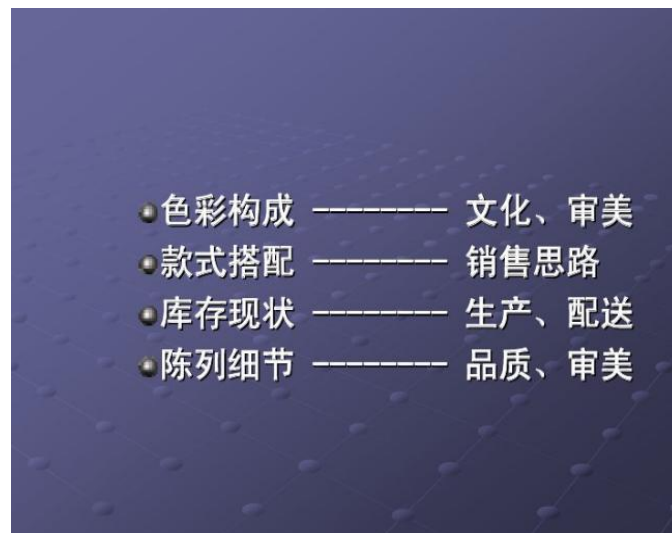 色彩构成 -------- 文化、审美
款式搭配 -------- 销售思路
库存现状 -------- 生产、配送
陈列细节 -------- 品质、审美